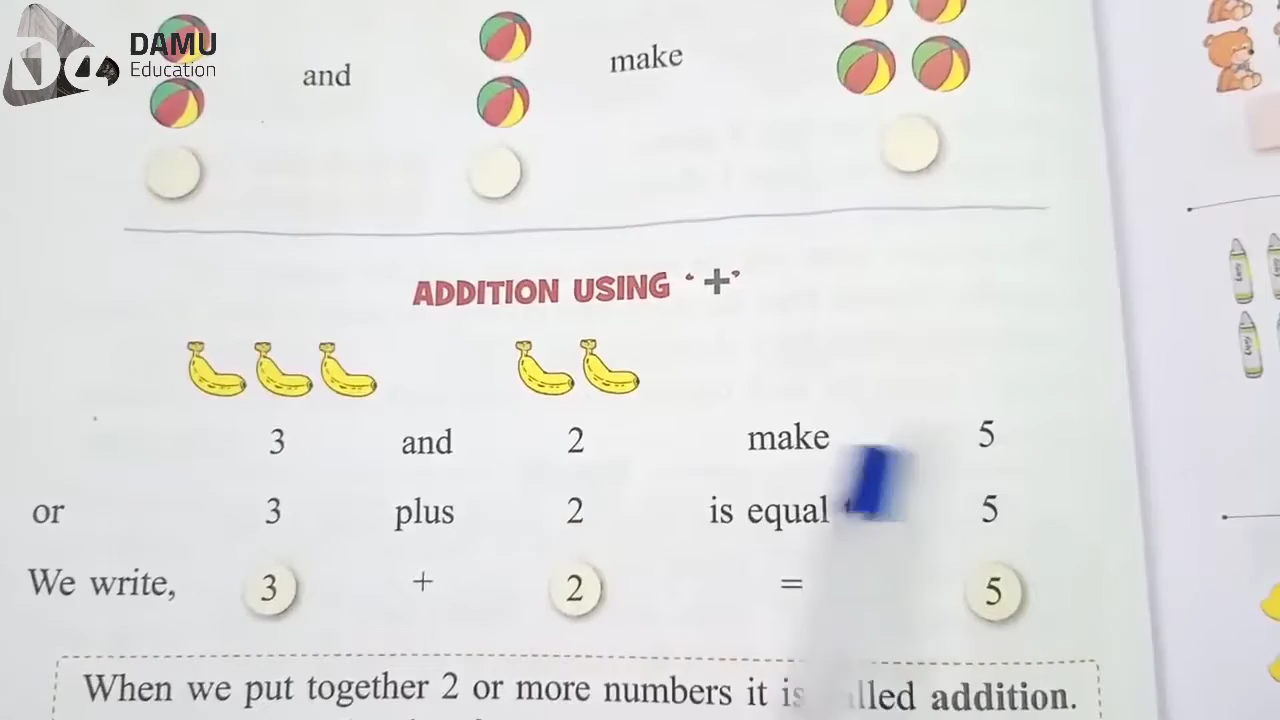 DAMU
Education
and make
ADDITION USING ‘+’
3 and 2 make 5
or 3 plus 2 is equal 5
We write, 3 + 2 = 5
When we put together 2 or more numbers it is addition.